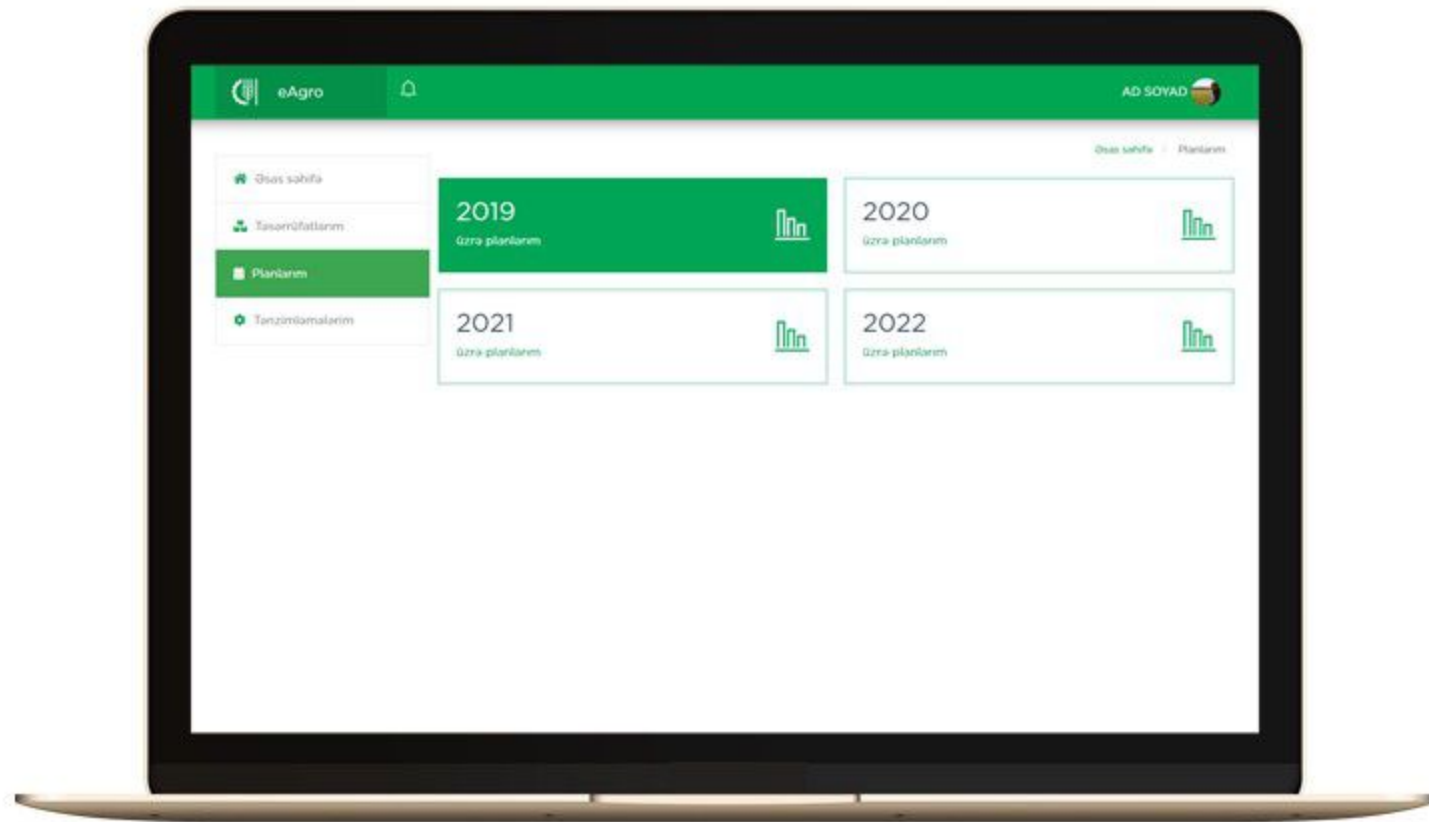 eAgro
AD SOYAD
Əsas səhifə / Planlarım
Əsas səhifə
Təsərrüfatlarım
Planlarım
Tənzimləmələrim
2019
üzrə planlarım
2020
üzrə planlarım
2021
üzrə planlarım
2022
üzrə planlarım